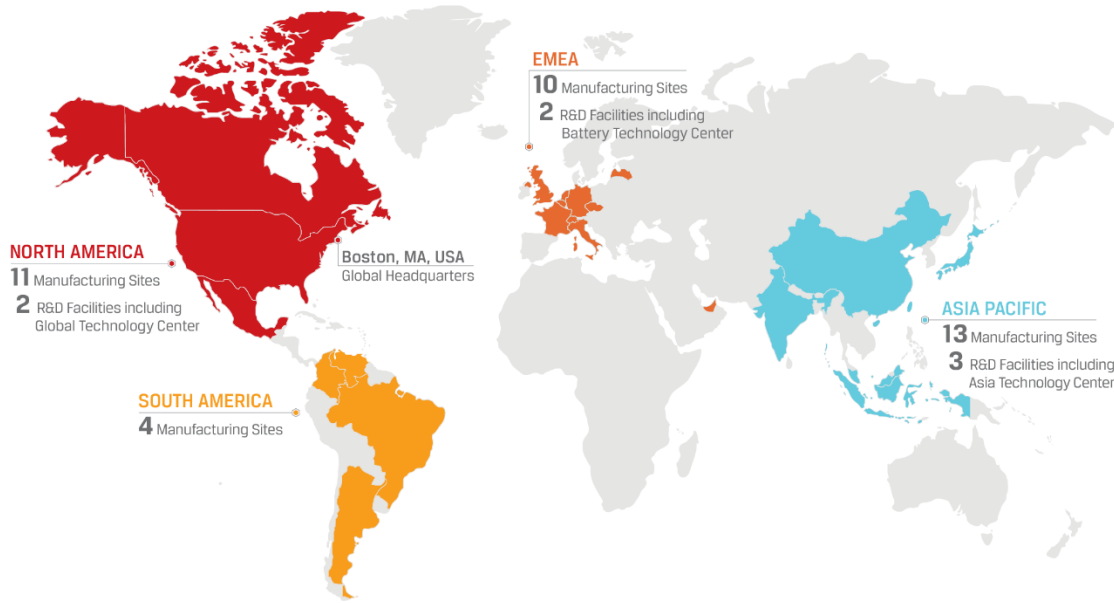 EMEA
10 Manufacturing Sites
2 R&D Facilities including
Battery Technology Center
NORTH AMERICA
11 Manufacturing Sites
2 R&D Facilities including
Global Technology Center
Boston, MA, USA
Global Headquarters
ASIA PACIFIC
13 Manufacturing Sites
3 R&D Facilities including
Asia Technology Center
SOUTH AMERICA
4 Manufacturing Sites